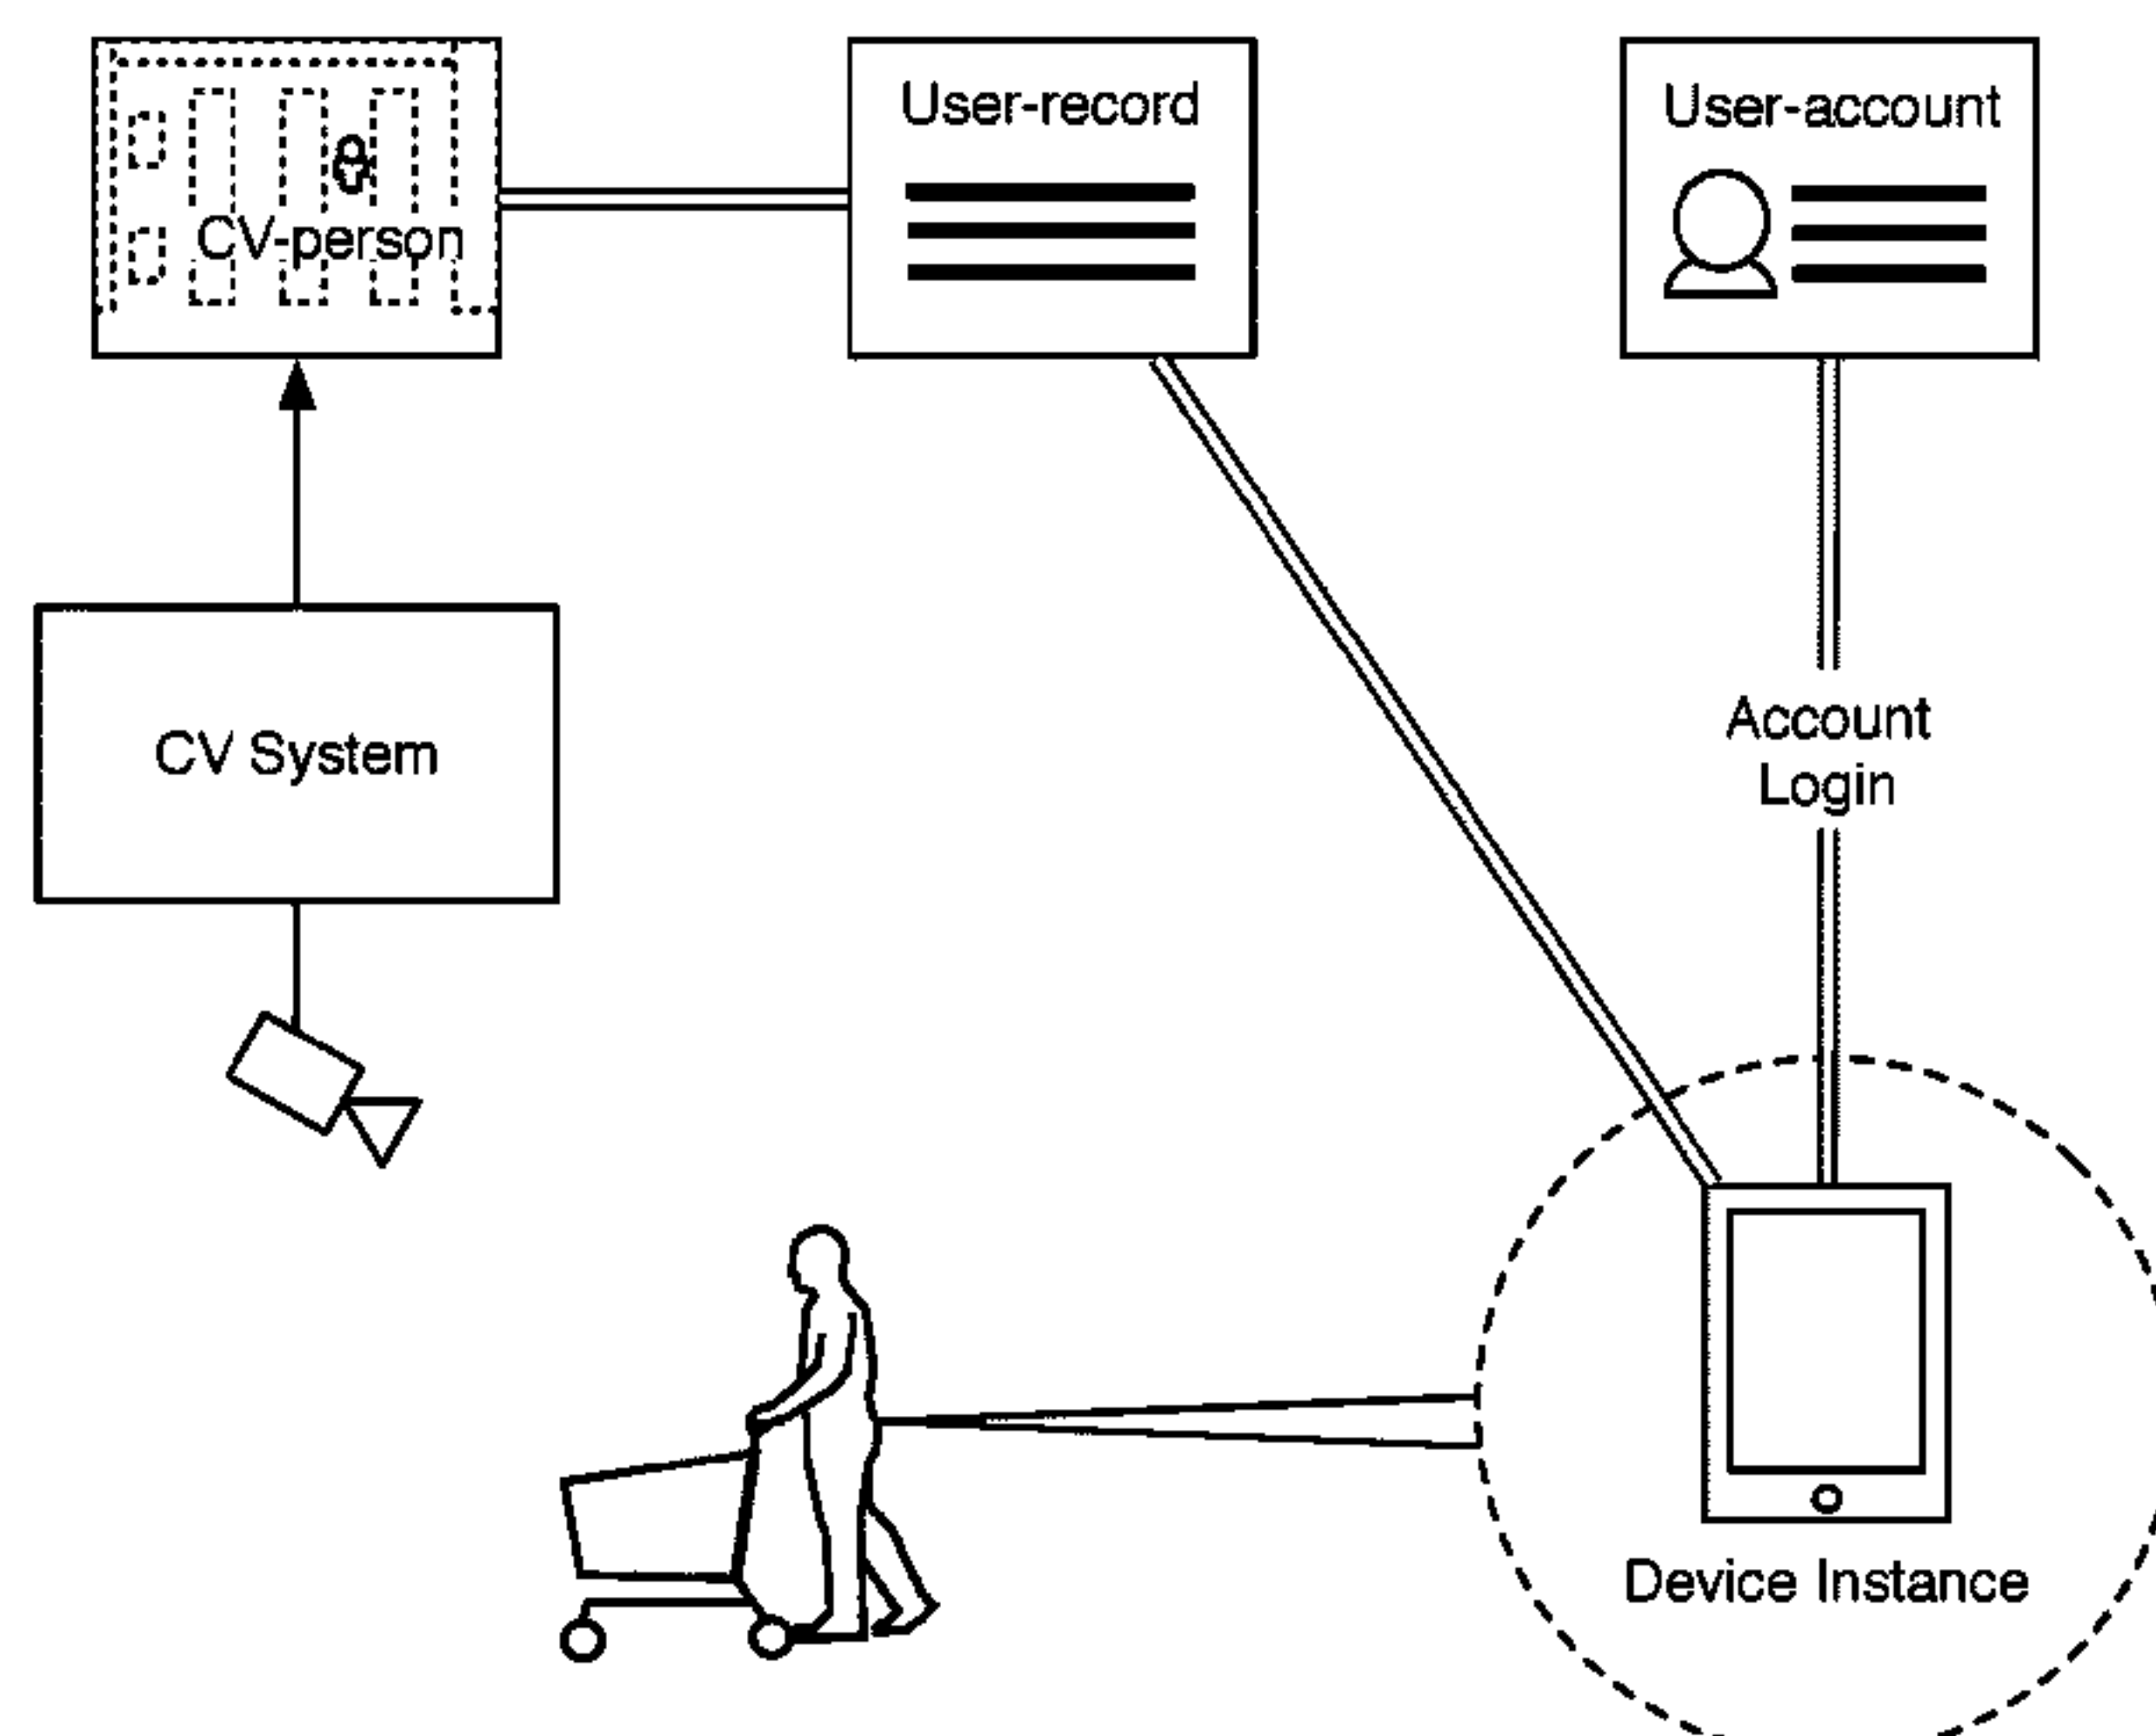 CV-person
User-record
User-account
CV System
Account
Login
Device Instance